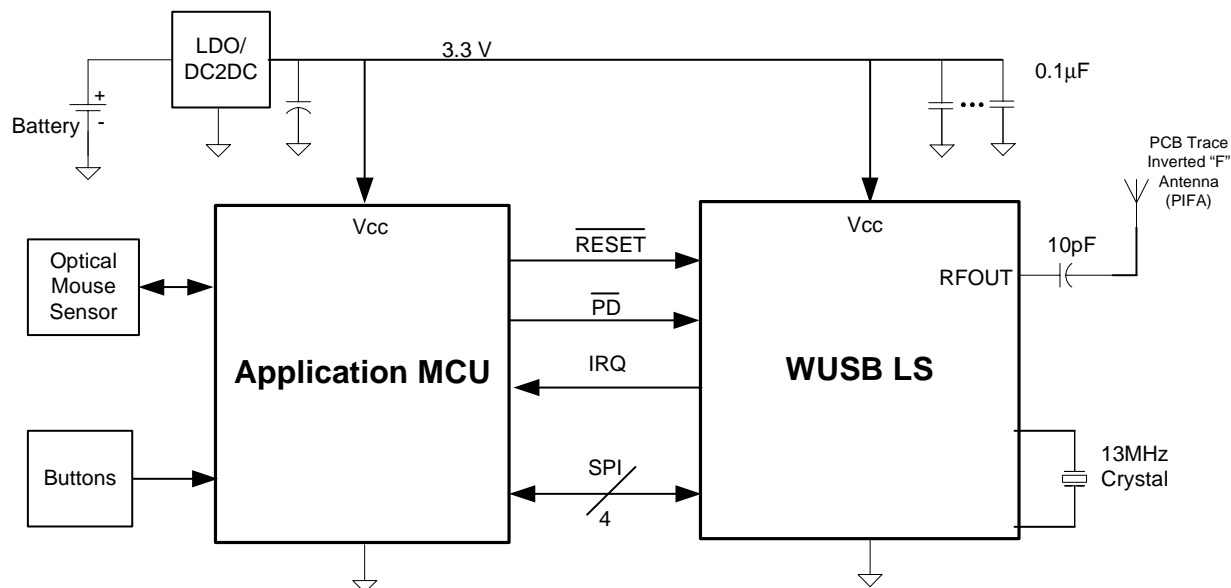 LDO/
DC2DC
3.3 V
0.1µF
+
-
Battery
PCB Trace
Inverted “F”
Antenna
(PIFA)
Vcc
Vcc
RESET
10pF
Optical
Mouse
Sensor
RFOUT
PD
Application MCU
IRQ
WUSB LS
Buttons
SPI
4
13MHz
Crystal